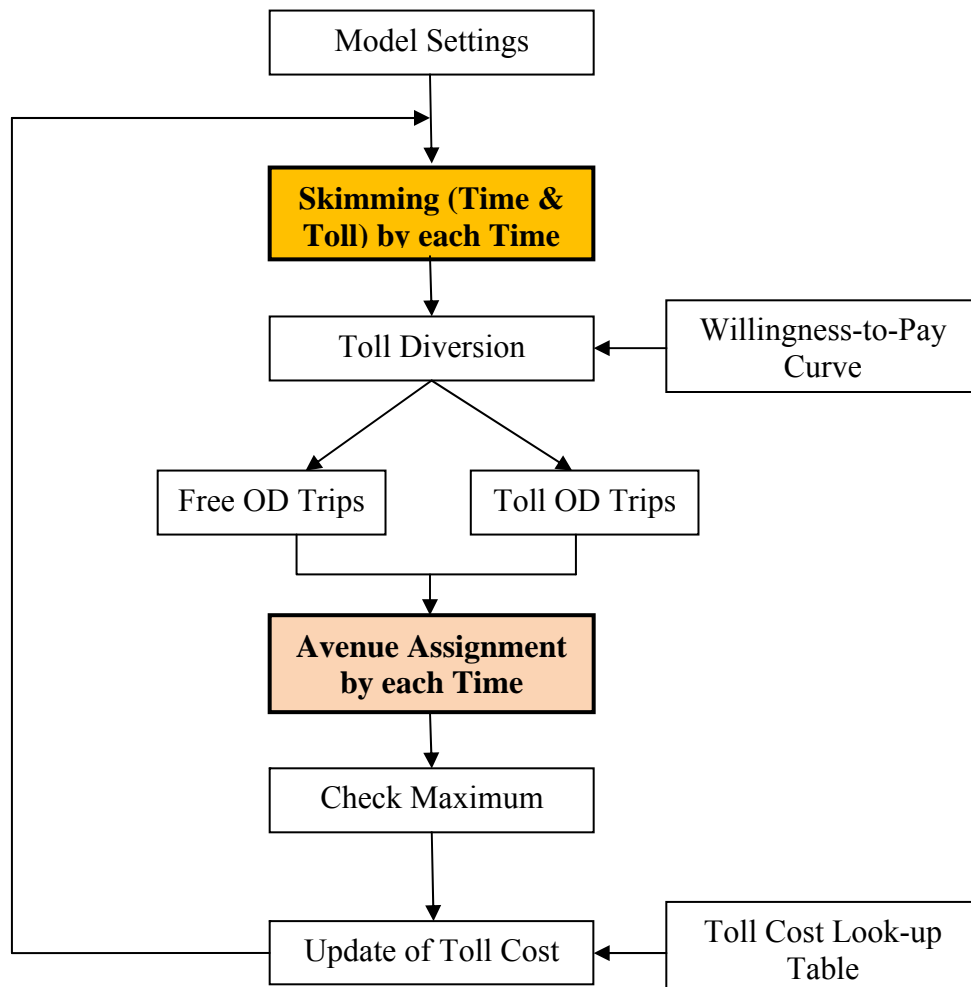 Model Settings
Skimming (Time &
Toll) by each Time
Toll Diversion
Willingness-to-Pay
Curve
Free OD Trips
Toll OD Trips
Avenue Assignment
by each Time
Check Maximum
Update of Toll Cost
Toll Cost Look-up
Table